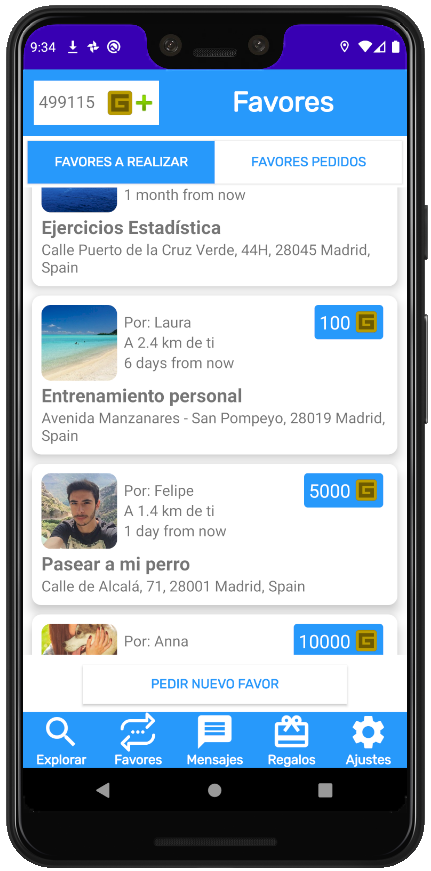 9:34
499115 G
Favores
FAVORES A REALIZAR
FAVORES PEDIDOS
1 month from now
Ejercicios Estadística
Calle Puerto de la Cruz Verde, 44H, 28045 Madrid,
Spain
Por: Laura
100 G
A 2.4 km de ti
6 days from now
Entrenamiento personal
Avenida Manzanares - San Pompeyo, 28019 Madrid,
Spain
Por: Felipe
5000 G
A 1.4 km de ti
1 day from now
Pasear a mi perro
Calle de Alcalá, 71, 28001 Madrid, Spain
Por: Anna
10000 G
PEDIR NUEVO FAVOR
Explorar
Favores
Mensajes
Regalos
Ajustes